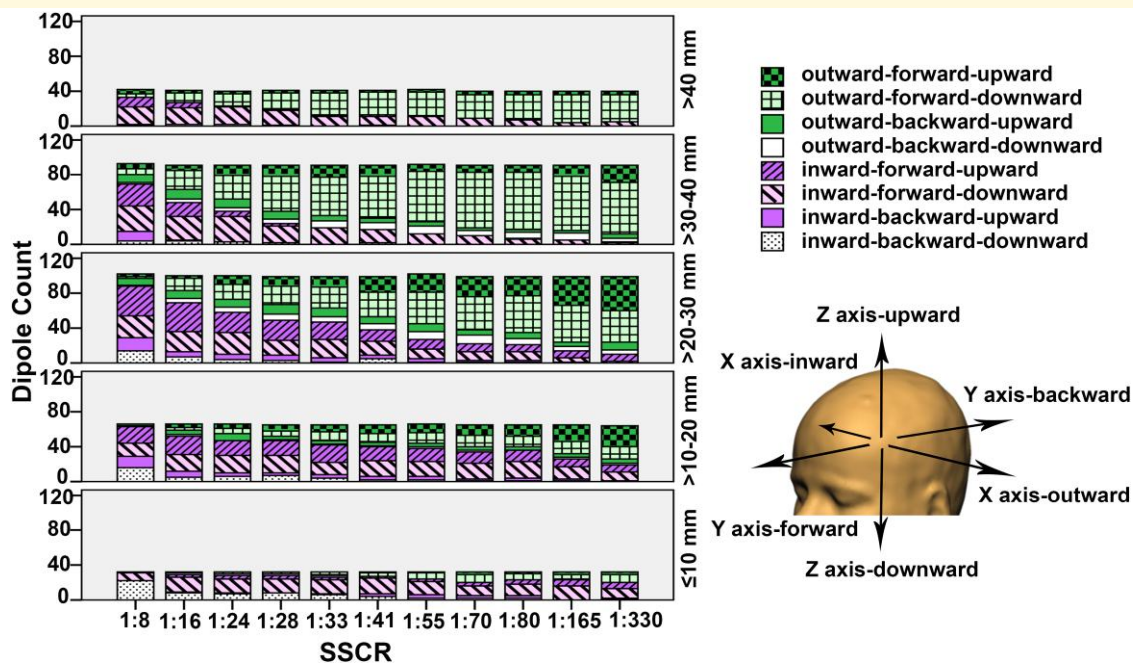 Dipole Count
120
80
40
0
>40 mm
120
80
40
0
>30-40 mm
120
80
40
0
>20-30 mm
120
80
40
0
>10-20 mm
120
80
40
0
≤10 mm
1:8 1:16 1:24 1:28 1:33 1:41 1:55 1:70 1:80 1:165 1:330
SSCR
outward-forward-upward
outward-forward-downward
outward-backward-upward
outward-backward-downward
inward-forward-upward
inward-forward-downward
inward-backward-upward
inward-backward-downward
Z axis-upward
X axis-inward
Y axis-backward
X axis-outward
Y axis-forward
Z axis-downward